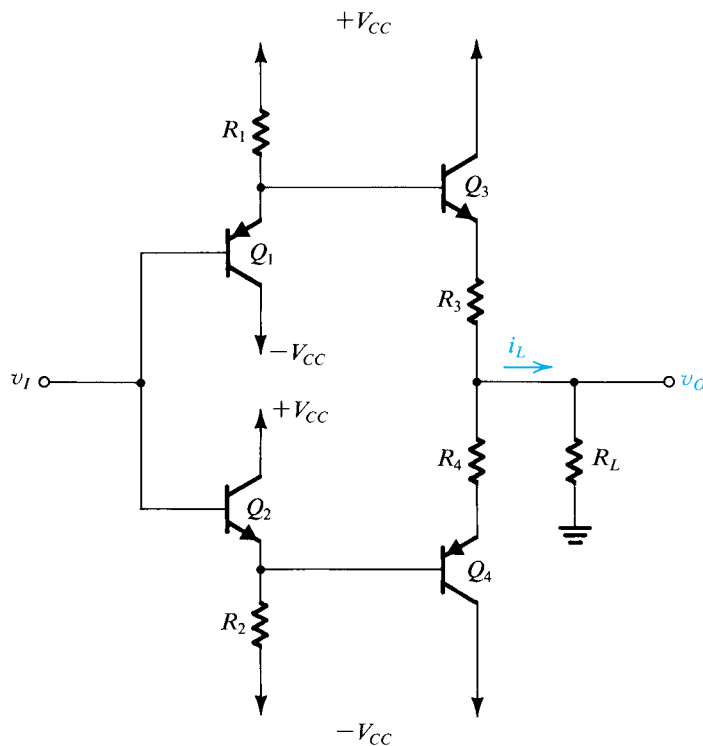 +V_CC
R_1
Q_3
Q_1
R_3
−V_CC
i_L
v_I
v_O
+V_CC
R_4
R_L
Q_2
Q_4
R_2
−V_CC